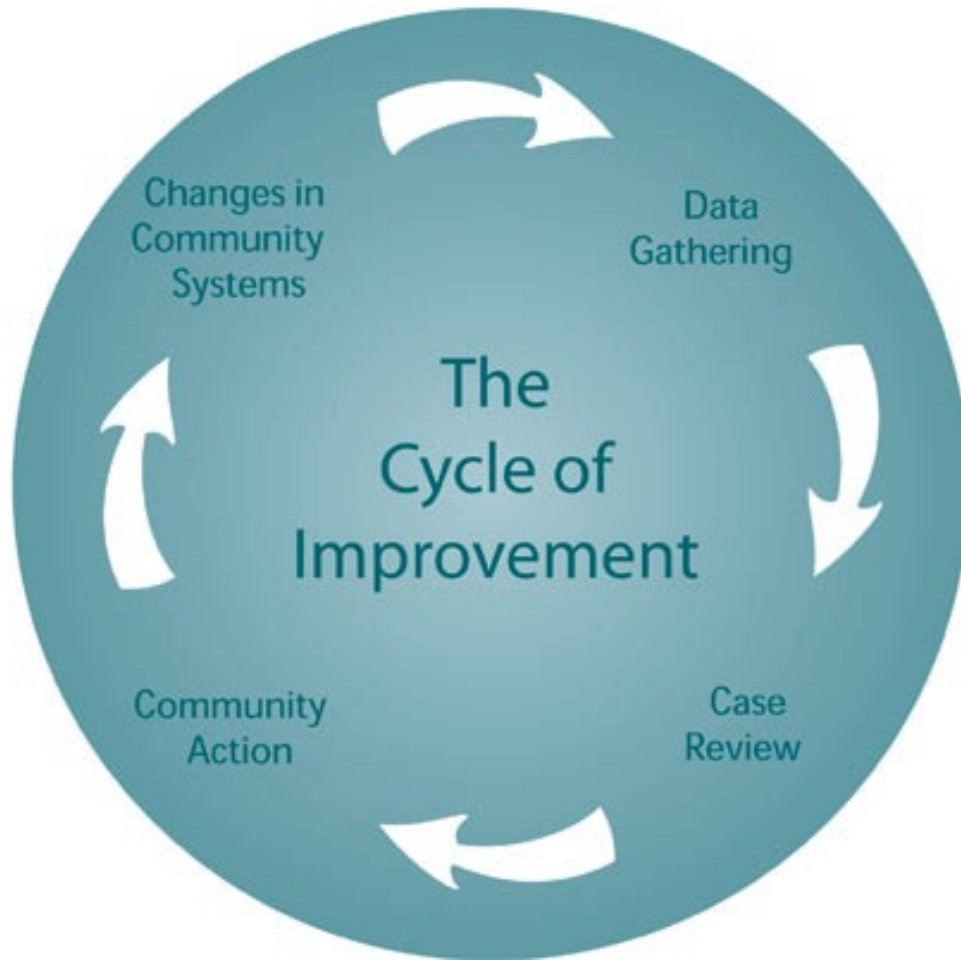 Changes in
Community
Systems
Data
Gathering
The
Cycle of
Improvement
Community
Action
Case
Review